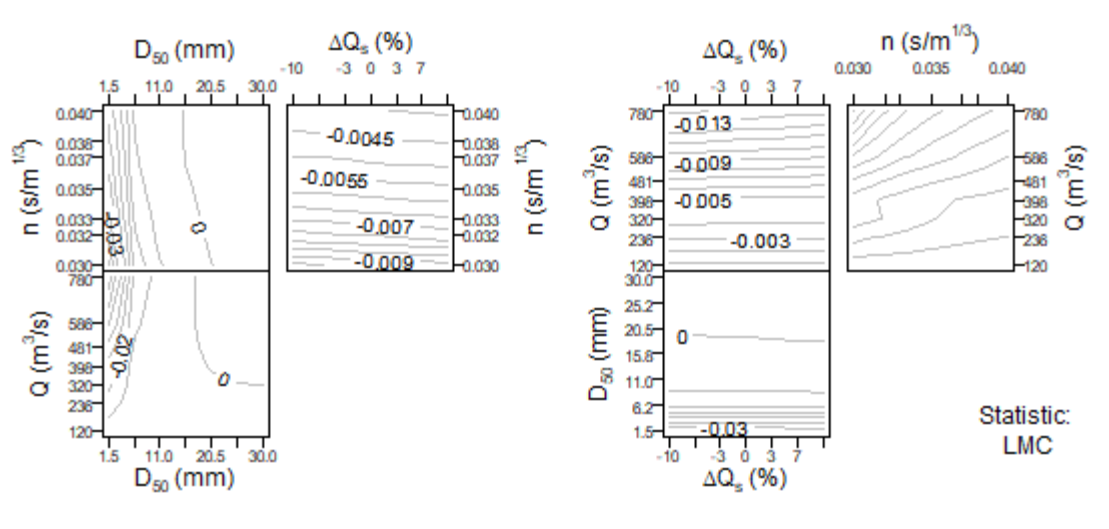 D50 (mm)
1.5 11.0 20.5 30.0
ΔQs (%)
-10 -3 0 3 7
ΔQs (%)
-10 -3 0 3 7
n (s/m1/3)
0.030 0.035 0.040
n (s/m1/3)
0.040
0.038
0.037
0.035
0.033
0.032
0.030
-0.03
0
-0.0045
-0.0055
-0.007
-0.009
0.040
0.038
0.037
0.035
0.033
0.032
0.030
n (s/m1/3)
Q (m3/s)
780
586
481
398
320
236
120
-0.013
-0.009
-0.005
-0.003
780
586
481
398
320
236
120
Q (m3/s)
Q (m3/s)
780
586
481
398
320
236
120
-0.02
0
1.5 11.0 20.5 30.0
D50 (mm)
D50 (mm)
30.0
25.2
20.5
15.8
11.0
6.2
1.5
0
-0.03
-10 -3 0 3 7
ΔQs (%)
Statistic:
LMC